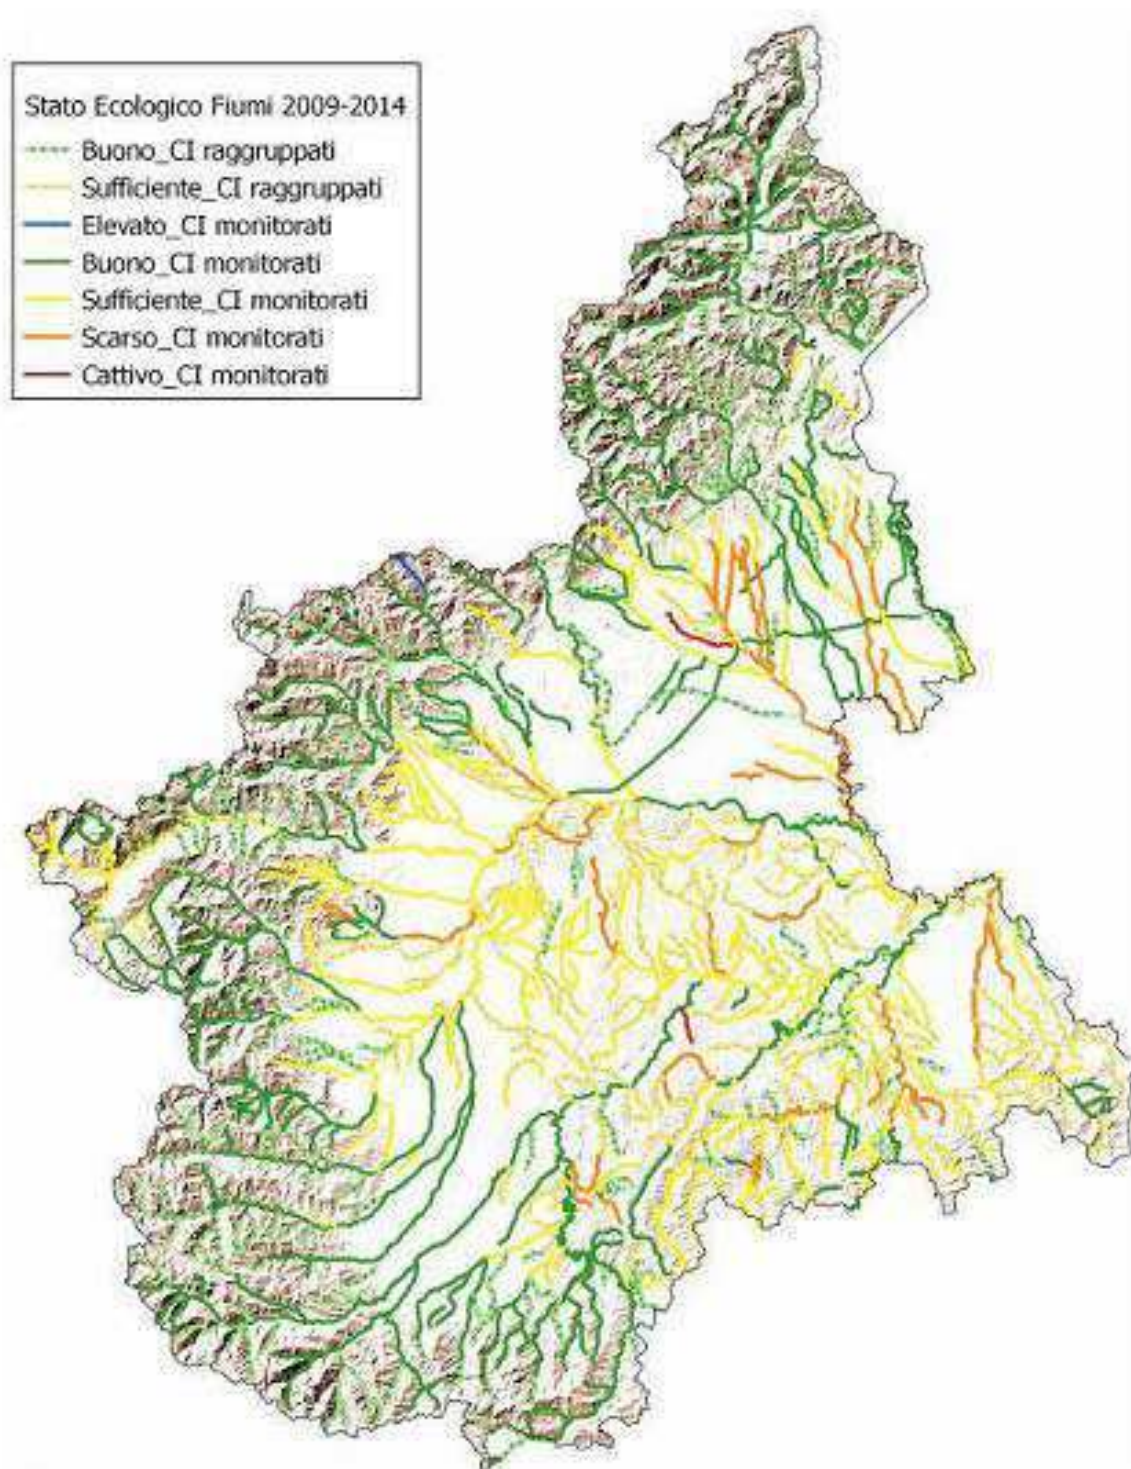 Stato Ecologico Fiumi 2009-2014
Buono_CI raggruppati
Sufficiente_CI raggruppati
Elevato_CI monitorati
Buono_CI monitorati
Sufficiente_CI monitorati
Scarso_CI monitorati
Cattivo_CI monitorati